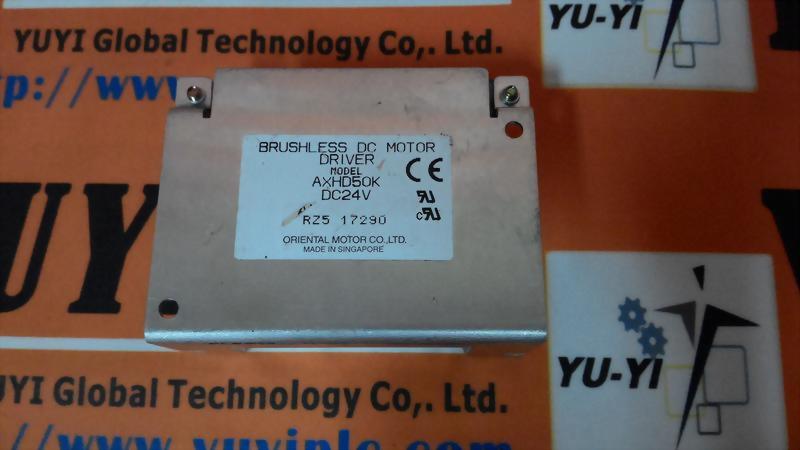 YUYI Global Technology Co,. Ltd.
YU-YI
BRUSHLESS DC MOTOR
DRIVER
MODEL
AXHD50K
DC24V
CE
RZ5 17290
ORIENTAL MOTOR CO.,LTD.
MADE IN SINGAPORE
YU-YI
YUYI Global Technology Co,. Ltd.